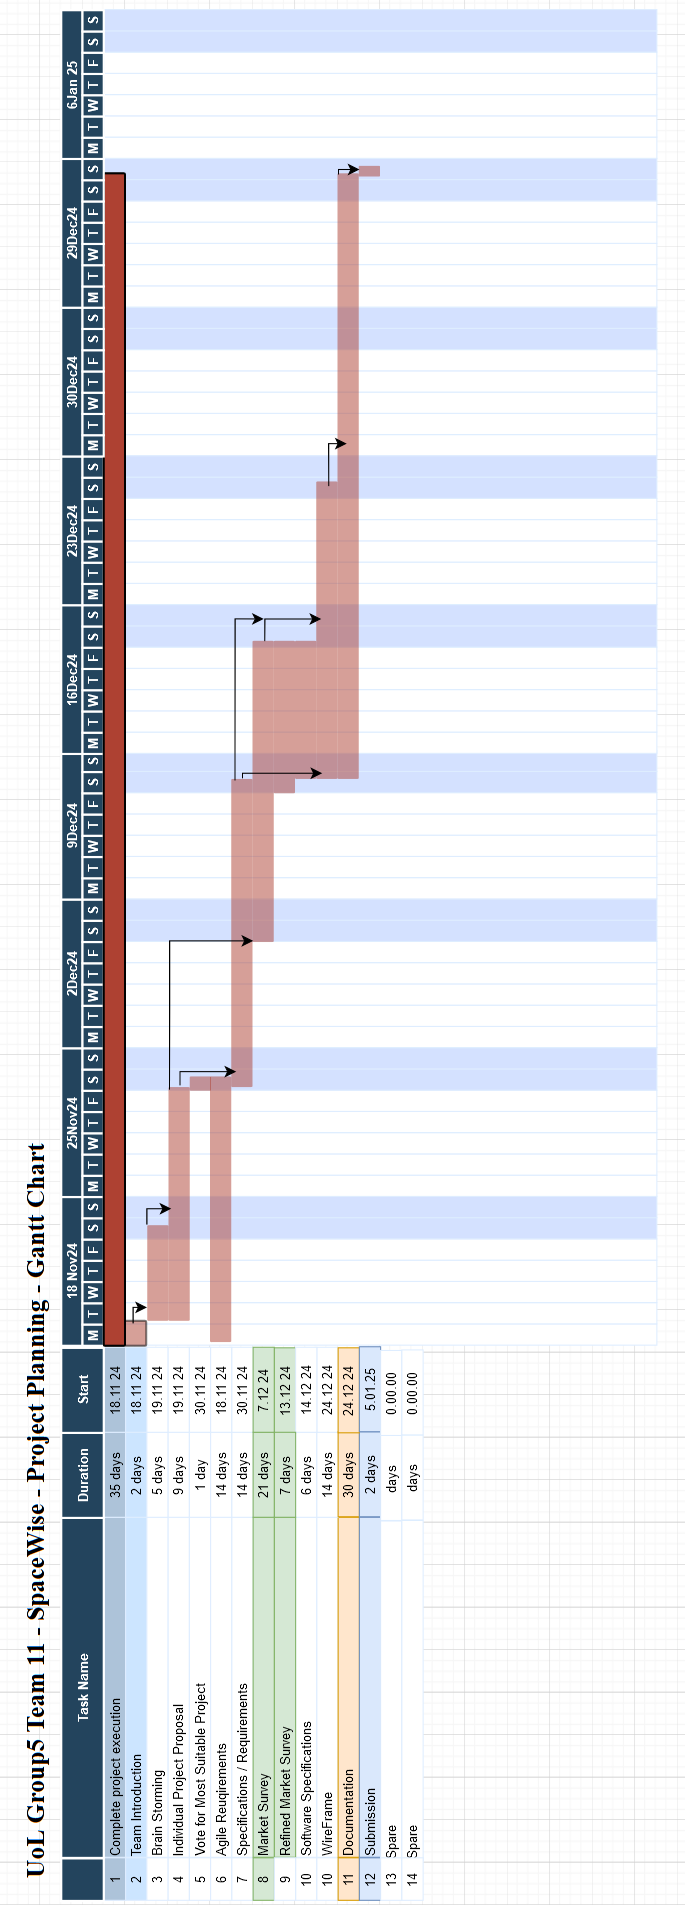 UoL Group5 Team 11 - SpaceWise - Project Planning - Gantt Chart
Task Name Duration Start 18 Nov24 25Nov24 2Dec24 9Dec24 16Dec24 23Dec24 30Dec24 29Dec24 6Jan 25
M T W T F S S M T W T F S S M T W T F S S M T W T F S S M T W T F S S M T W T F S S M T W T F S S M T W T F S S M T W T F S S
1 Complete project execution 35 days 18.11 24
2 Team Introduction 2 days 18.11 24
3 Brain Storming 5 days 19.11 24
4 Individual Project Proposal 9 days 19.11 24
5 Vote for Most Suitable Project 1 day 30.11 24
6 Agile Reuqirements 14 days 18.11 24
7 Specifications / Requirements 14 days 30.11 24
8 Market Survey 21 days 7.12 24
9 Refined Market Survey 7 days 13.12 24
10 Software Specifications 6 days 14.12 24
10 WireFrame 14 days 24.12 24
11 Documentation 30 days 24.12 24
12 Submission 2 days 5.01.25
13 Spare days 0.00.00
14 Spare days 0.00.00